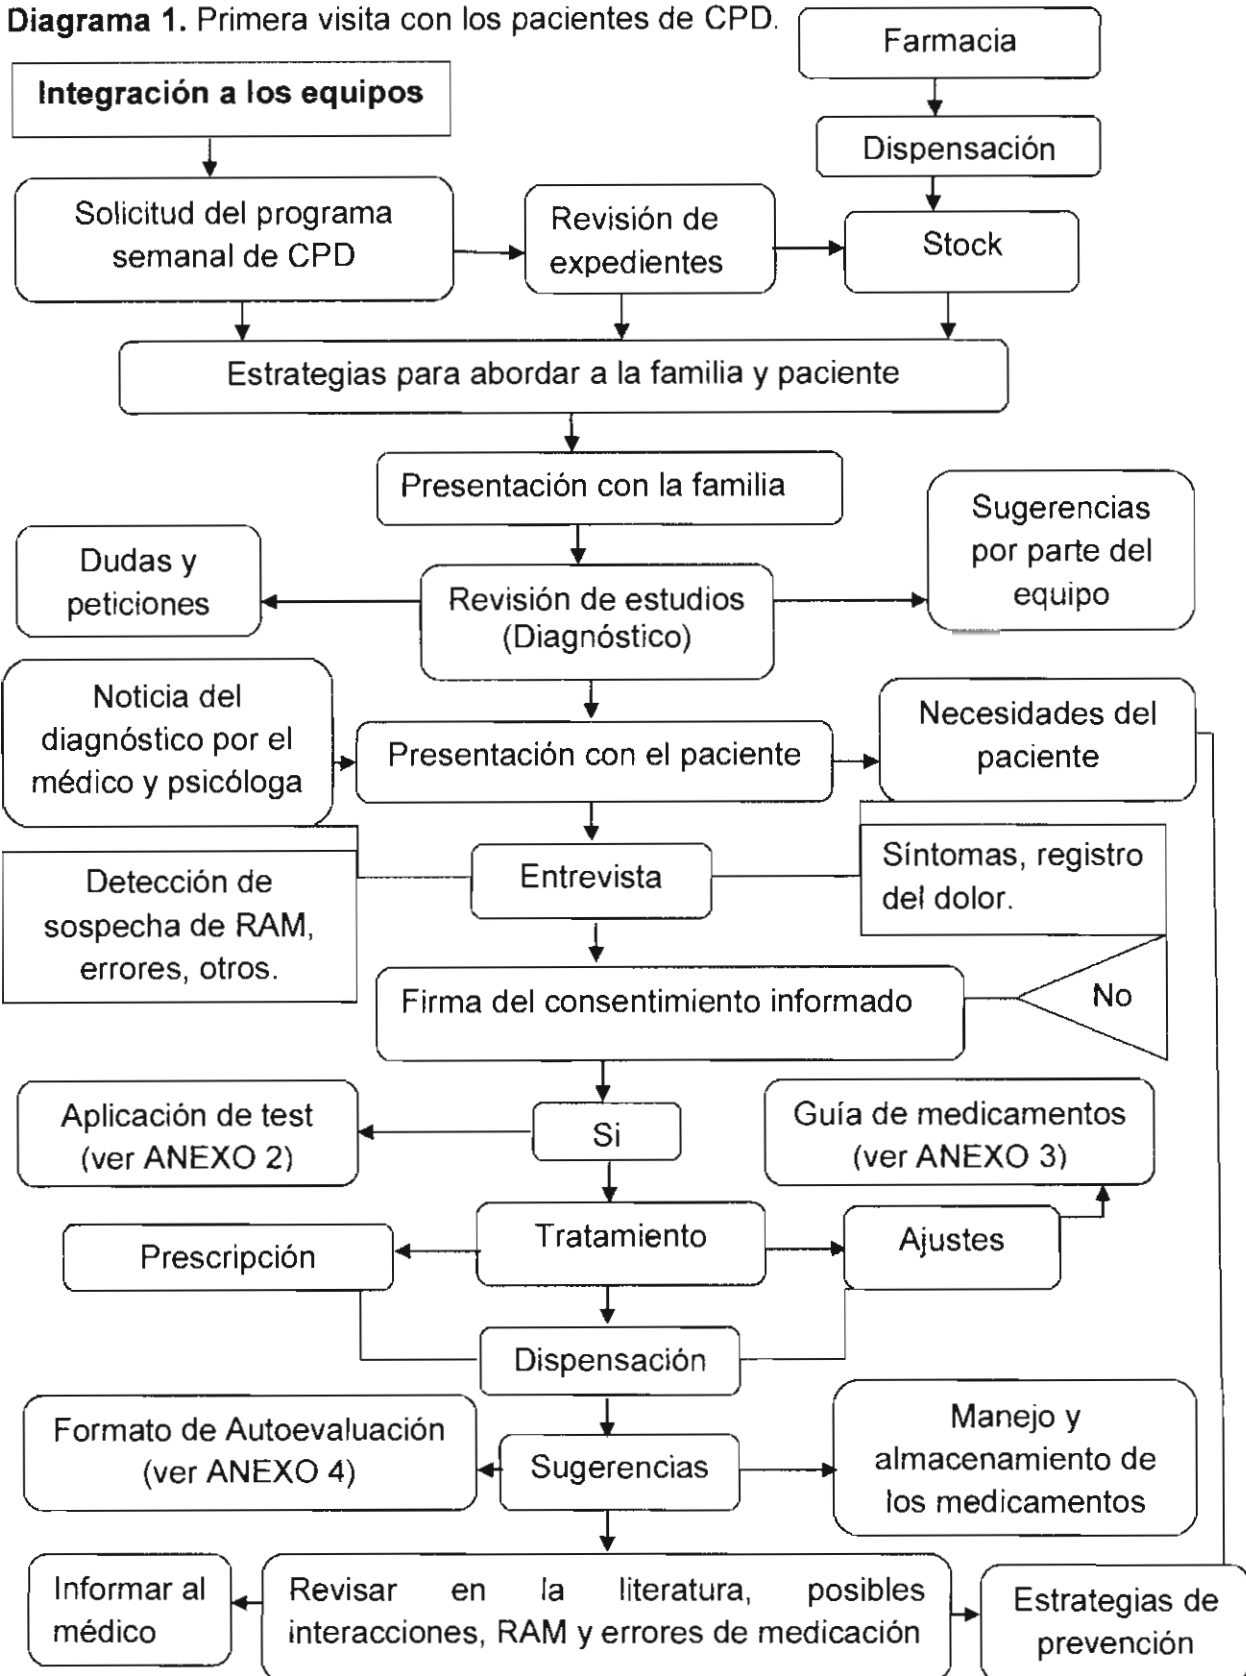 Diagrama 1. Primera visita con los pacientes de CPD.
Farmacia
Integración a los equipos
Dispensación
Solicitud del programa
semanal de CPD
Revisión de
expedientes
Stock
Estrategias para abordar a la familia y paciente
Presentación con la familia
Sugerencias
por parte del
equipo
Dudas y
peticiones
Revisión de estudios
(Diagnóstico)
Noticia del
diagnóstico por el
médico y psicóloga
Presentación con el paciente
Necesidades del
paciente
Entrevista
Síntomas, registro
del dolor.
Detección de
sospecha de RAM,
errores, otros.
Firma del consentimiento informado
No
Aplicación de test
(ver ANEXO 2)
Si
Guía de medicamentos
(ver ANEXO 3)
Prescripción
Tratamiento
Ajustes
Dispensación
Formato de Autoevaluación
(ver ANEXO 4)
Sugerencias
Manejo y
almacenamiento de
los medicamentos
Informar al
médico
Revisar en la literatura, posibles
interacciones, RAM y errores de medicación
Estrategias de
prevención